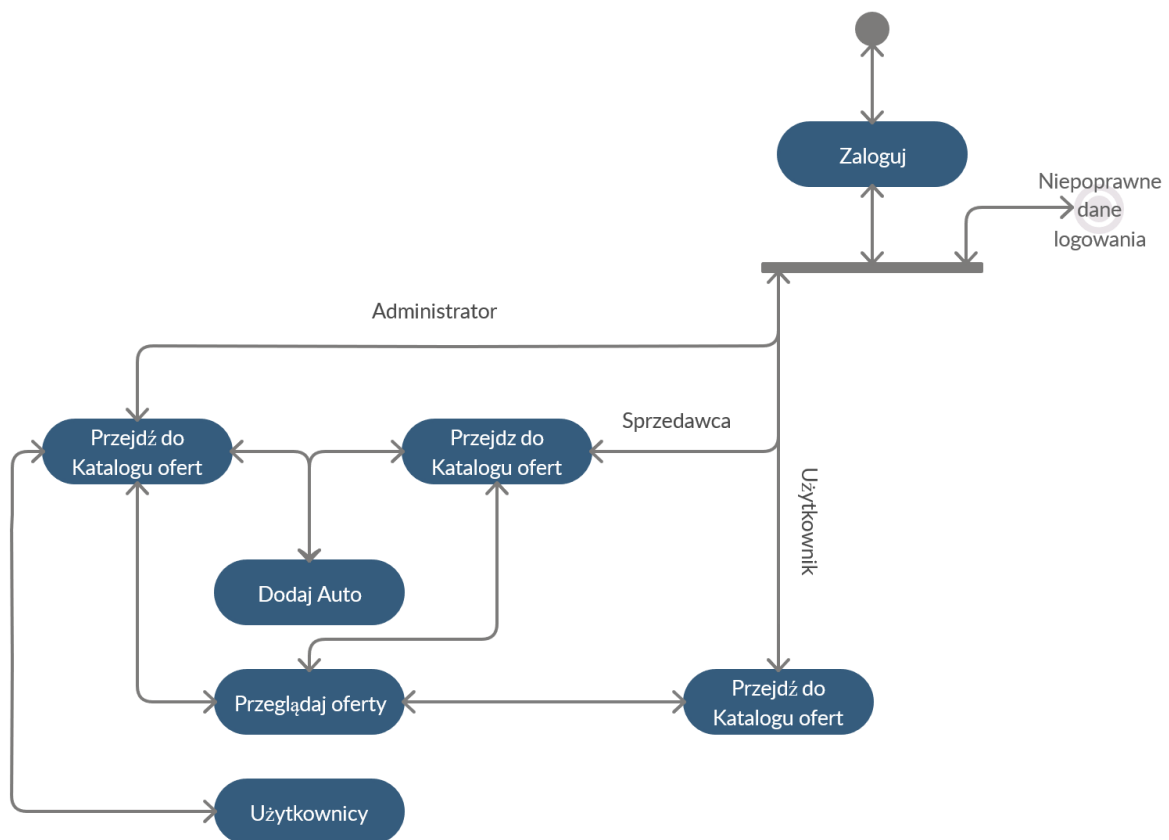 Zaloguj
Niepoprawne
dane
logowania
Administrator
Sprzedawca
Przejdź do
Katalogu ofert
Przejdz do
Katalogu ofert
Użytkownik
Dodaj Auto
Przeglądaj oferty
Przejdź do
Katalogu ofert
Użytkownicy